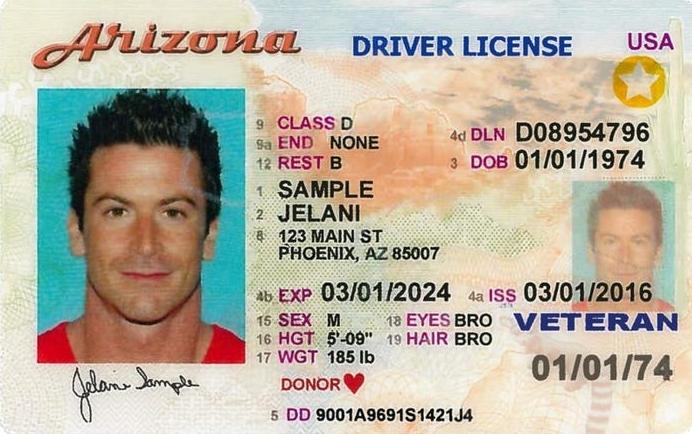 Arizona DRIVER LICENSE USA
9 CLASS D
9a END NONE 4d DLN D08954796
12 REST B 3 DOB 01/01/1974
1 SAMPLE
2 JELANI
8 123 MAIN ST
PHOENIX, AZ 85007
4b EXP 03/01/2024 4a ISS 03/01/2016
15 SEX M 18 EYES BRO VETERAN
16 HGT 5'-09" 19 HAIR BRO
17 WGT 185 lb 01/01/74
Jelani Sample DONOR
5 DD 9001A9691S1421J4